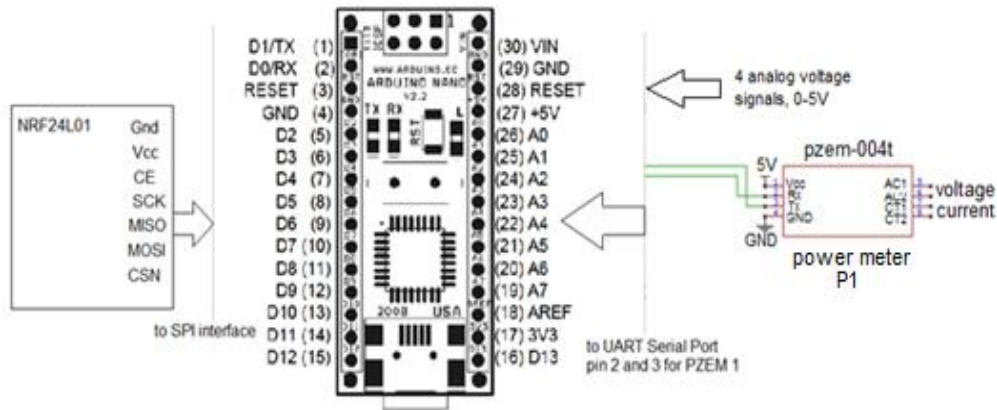 NRF24L01
Gnd
Vcc
CE
SCK
MISO
MOSI
CSN
to SPI interface
D1/TX (1)
D0/RX (2)
RESET (3)
GND (4)
D2 (5)
D3 (6)
D4 (7)
D5 (8)
D6 (9)
D7 (10)
D8 (11)
D9 (12)
D10 (13)
D11 (14)
D12 (15)
ICSP
1
WWW.ARDUINO.CC
ARDUINO NANO
V2.2
TX RX
RST
L
2008 USA
(30) VIN
(29) GND
(28) RESET
(27) +5V
(26) A0
(25) A1
(24) A2
(23) A3
(22) A4
(21) A5
(20) A6
(19) A7
(18) AREF
(17) 3V3
(16) D13
4 analog voltage
signals, 0-5V
to UART Serial Port
pin 2 and 3 for PZEM 1
pzem-004t
5V
Vcc
TX
GND
GND
AC1
voltage
current
power meter
P1